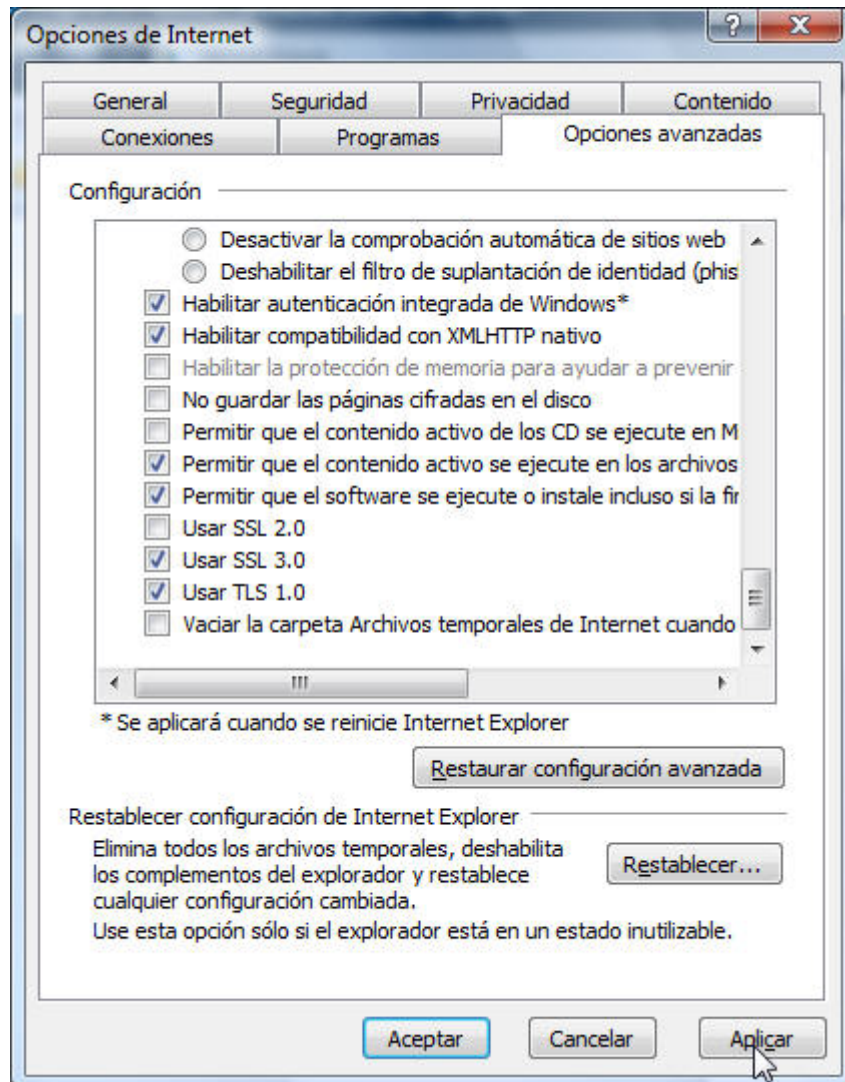 Opciones de Internet
General Seguridad Privacidad Contenido
Conexiones Programas Opciones avanzadas
Configuración
Desactivar la comprobación automática de sitios web
Deshabilitar el filtro de suplantación de identidad (phis
Habilitar autenticación integrada de Windows*
Habilitar compatibilidad con XMLHTTP nativo
Habilitar la protección de memoria para ayudar a prevenir
No guardar las páginas cifradas en el disco
Permitir que el contenido activo de los CD se ejecute en M
Permitir que el contenido activo se ejecute en los archivos
Permitir que el software se ejecute o instale incluso si la fir
Usar SSL 2.0
Usar SSL 3.0
Usar TLS 1.0
Vaciar la carpeta Archivos temporales de Internet cuando
* Se aplicará cuando se reinicie Internet Explorer
Restaurar configuración avanzada
Restablecer configuración de Internet Explorer
Elimina todos los archivos temporales, deshabilita
los complementos del explorador y restablece
cualquier configuración cambiada.
Restablecer...
Use esta opción sólo si el explorador está en un estado inutilizable.
Aceptar Cancelar Aplicar